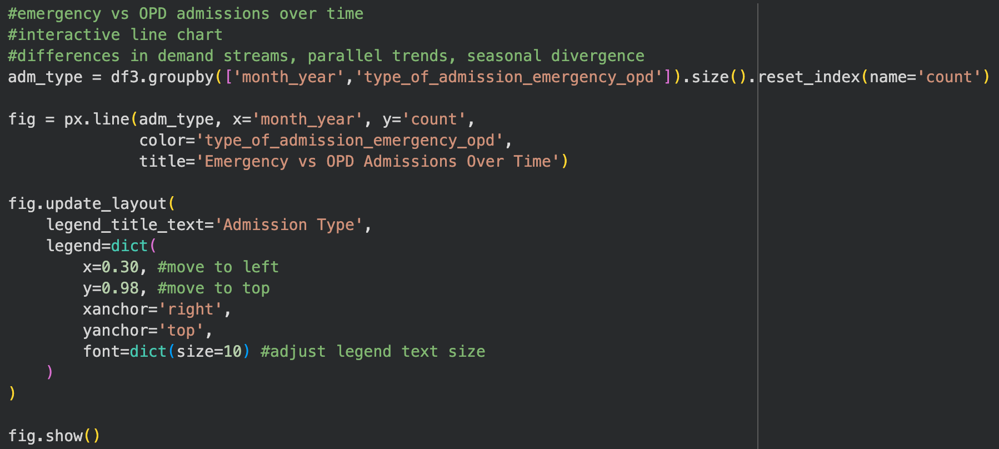 #emergency vs OPD admissions over time
#interactive line chart
#differences in demand streams, parallel trends, seasonal divergence
adm_type = df3.groupby(['month_year','type_of_admission_emergency_opd']).size().reset_index(name='count')

fig = px.line(adm_type, x='month_year', y='count',
              color='type_of_admission_emergency_opd',
              title='Emergency vs OPD Admissions Over Time')

fig.update_layout(
    legend_title_text='Admission Type',
    legend=dict(
        x=0.30, #move to left
        y=0.98, #move to top
        xanchor='right',
        yanchor='top',
        font=dict(size=10) #adjust legend text size
    )
)

fig.show()